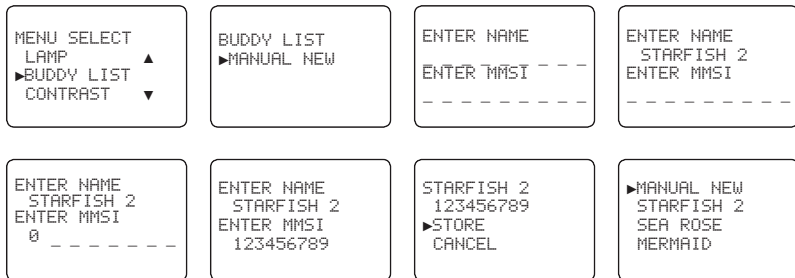 MENU SELECT
LAMP ▲
►BUDDY LIST
CONTRAST ▼
BUDDY LIST
►MANUAL NEW
ENTER NAME
_ _ _ _ _ _ _ _ _
ENTER MMSI
_ _ _ _ _ _ _ _ _
ENTER NAME
STARFISH 2
ENTER MMSI
_ _ _ _ _ _ _ _ _
ENTER NAME
STARFISH 2
ENTER MMSI
0 _ _ _ _ _ _ _
ENTER NAME
STARFISH 2
ENTER MMSI
123456789
STARFISH 2
123456789
►STORE
CANCEL
►MANUAL NEW
STARFISH 2
SEA ROSE
MERMAID